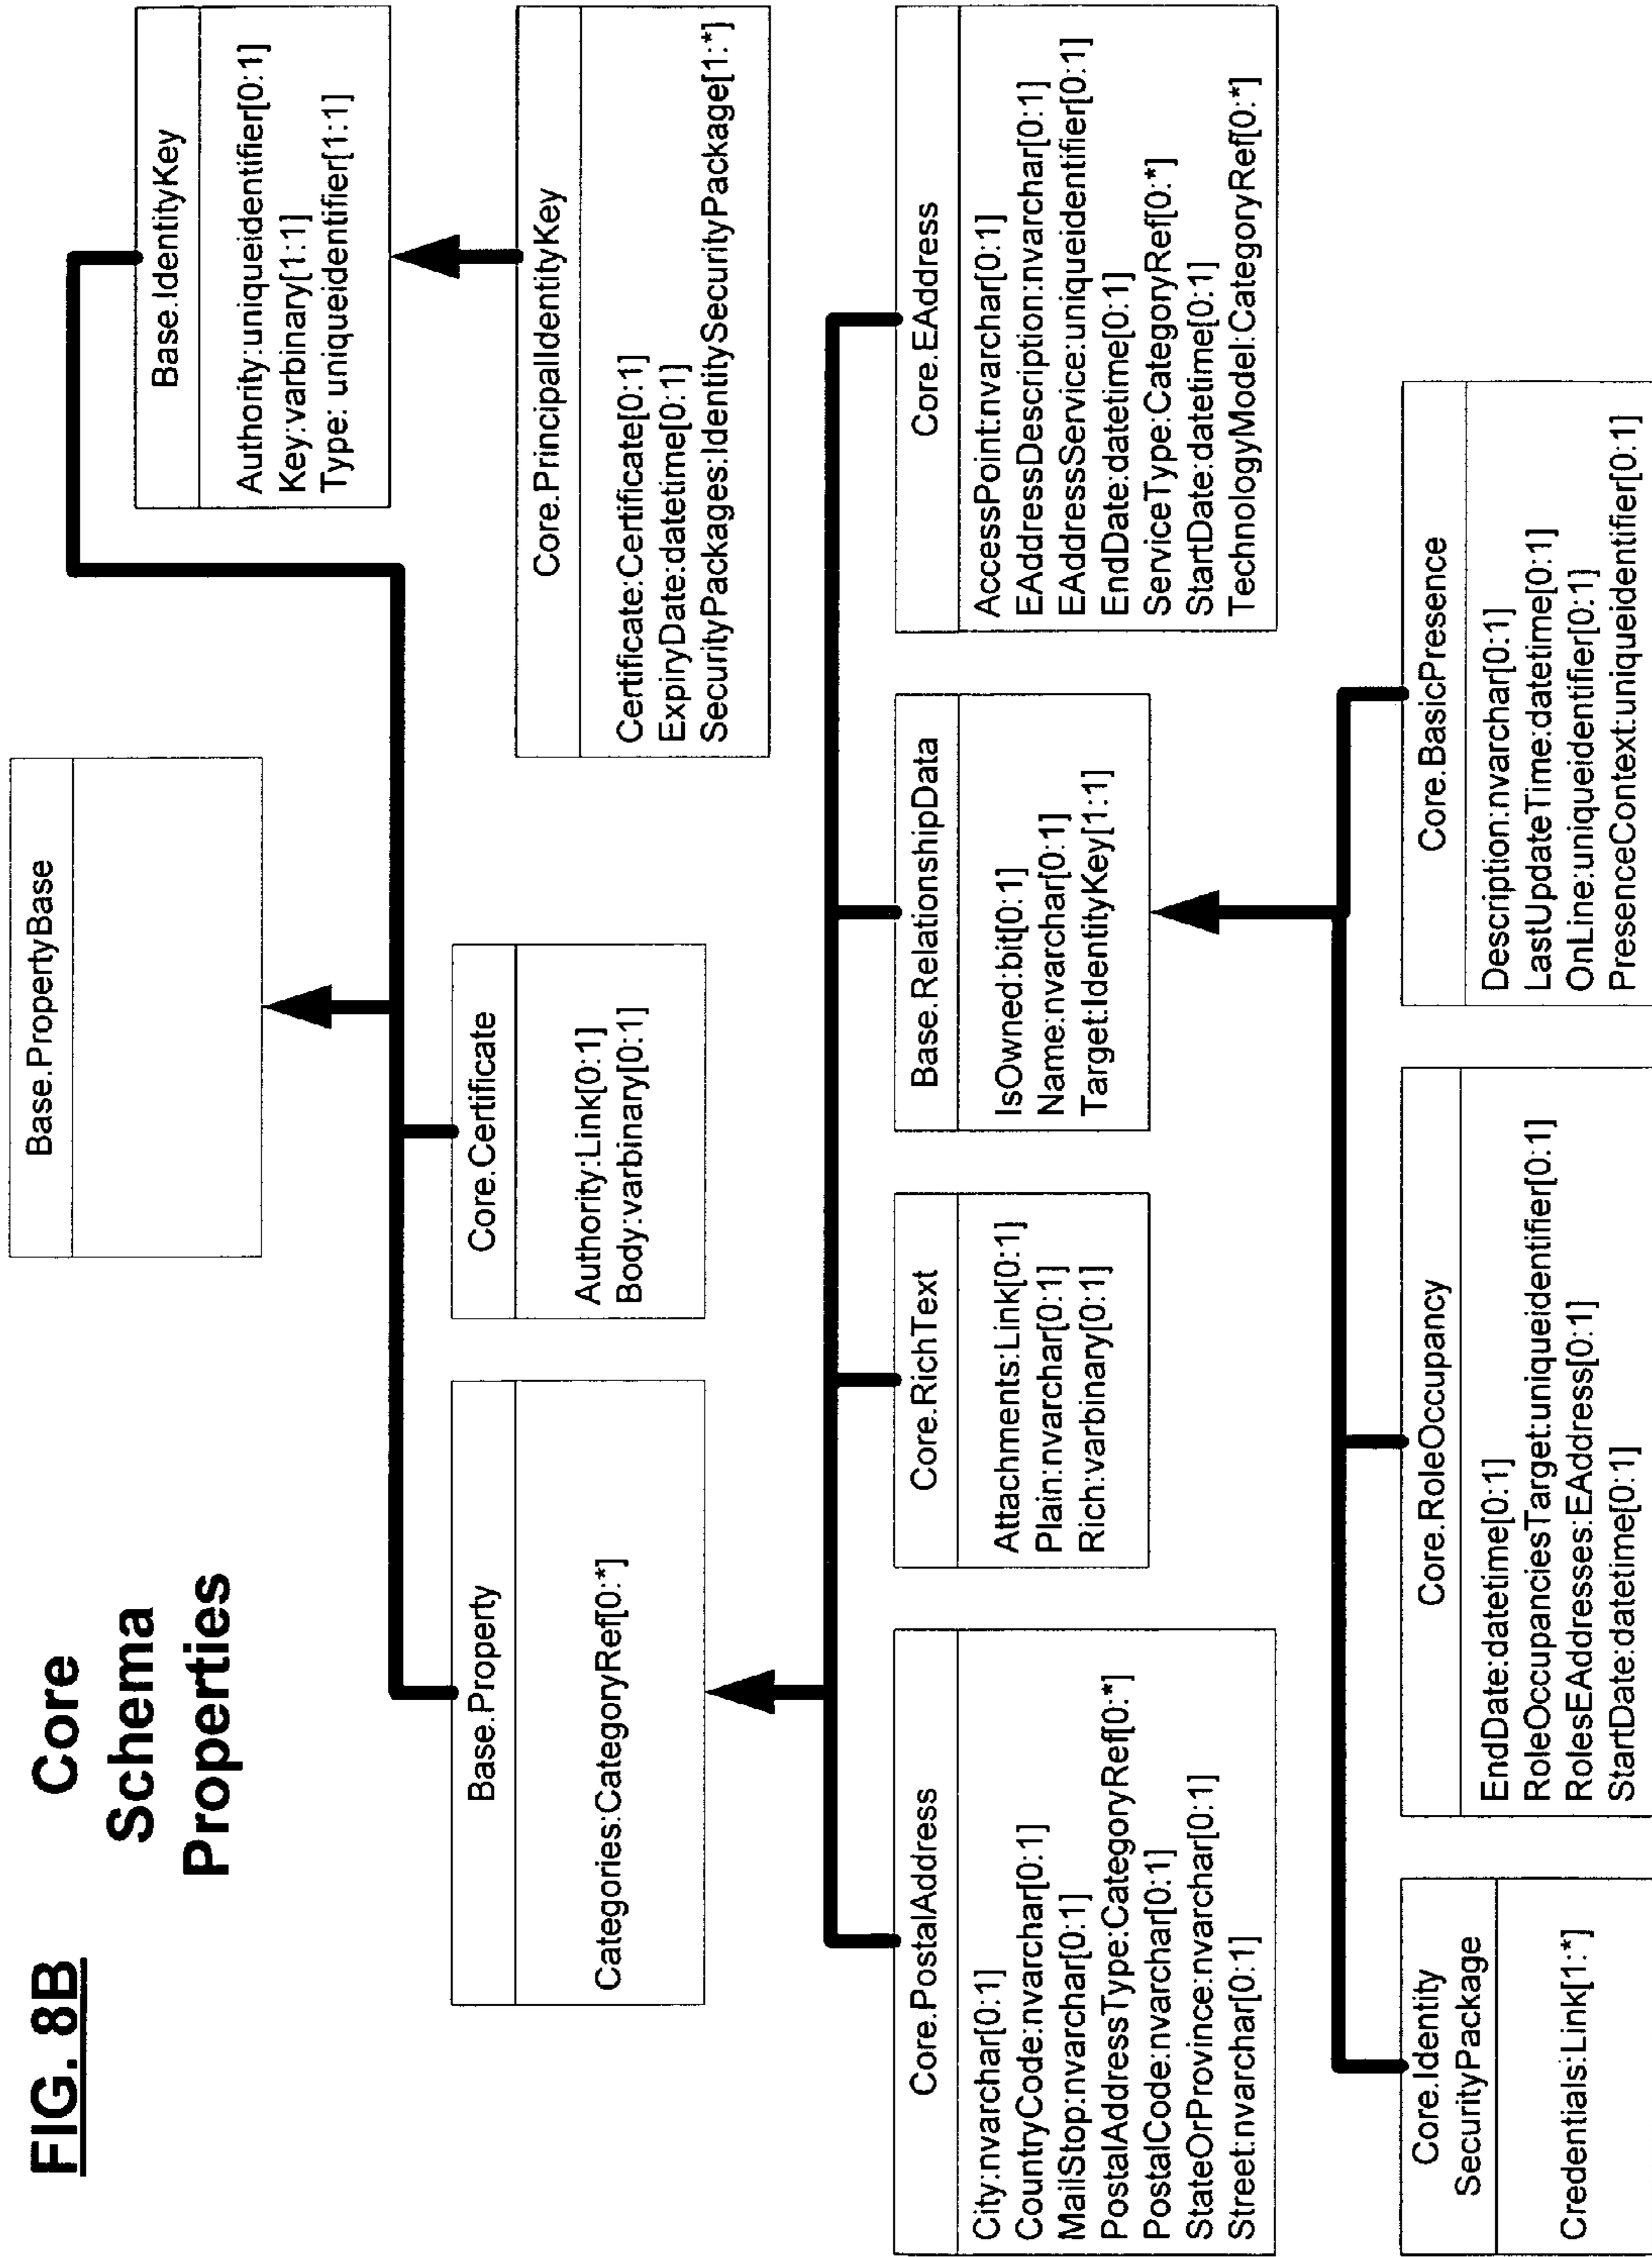 FIG. 8B
Core
Schema
Properties
Base.PropertyBase
Base.Property
Categories:CategoryRef[0:*]
Core.Certificate
Authority:Link[0:1]
Body:varbinary[0:1]
Base.IdentityKey
Authority:uniqueidentifier[0:1]
Key:varbinary[1:1]
Type: uniqueidentifier[1:1]
Core.PrincipalIdentityKey
Certificate:Certificate[0:1]
ExpiryDate:datetime[0:1]
SecurityPackages:IdentitySecurityPackage[1:*]
Core.PostalAddress
City:nvarchar[0:1]
CountryCode:nvarchar[0:1]
MailStop:nvarchar[0:1]
PostalAddressType:CategoryRef[0:*]
PostalCode:nvarchar[0:1]
StateOrProvince:nvarchar[0:1]
Street:nvarchar[0:1]
Core.RichText
Attachments:Link[0:1]
Plain:nvarchar[0:1]
Rich:varbinary[0:1]
Base.RelationshipData
IsOwned:bit[0:1]
Name:nvarchar[0:1]
Target:IdentityKey[1:1]
Core.EAddress
AccessPoint:nvarchar[0:1]
EAddressDescription:nvarchar[0:1]
EAddressService:uniqueidentifier[0:1]
EndDate:datetime[0:1]
ServiceType:CategoryRef[0:*]
StartDate:datetime[0:1]
TechnologyModel:CategoryRef[0:*]
Core.Identity
SecurityPackage
Credentials:Link[1:*]
Core.RoleOccupancy
EndDate:datetime[0:1]
RoleOccupanciesTarget:uniqueidentifier[0:1]
RolesEAddresses:EAddress[0:1]
StartDate:datetime[0:1]
Core.BasicPresence
Description:nvarchar[0:1]
LastUpdateTime:datetime[0:1]
OnLine:uniqueidentifier[0:1]
PresenceContext:uniqueidentifier[0:1]